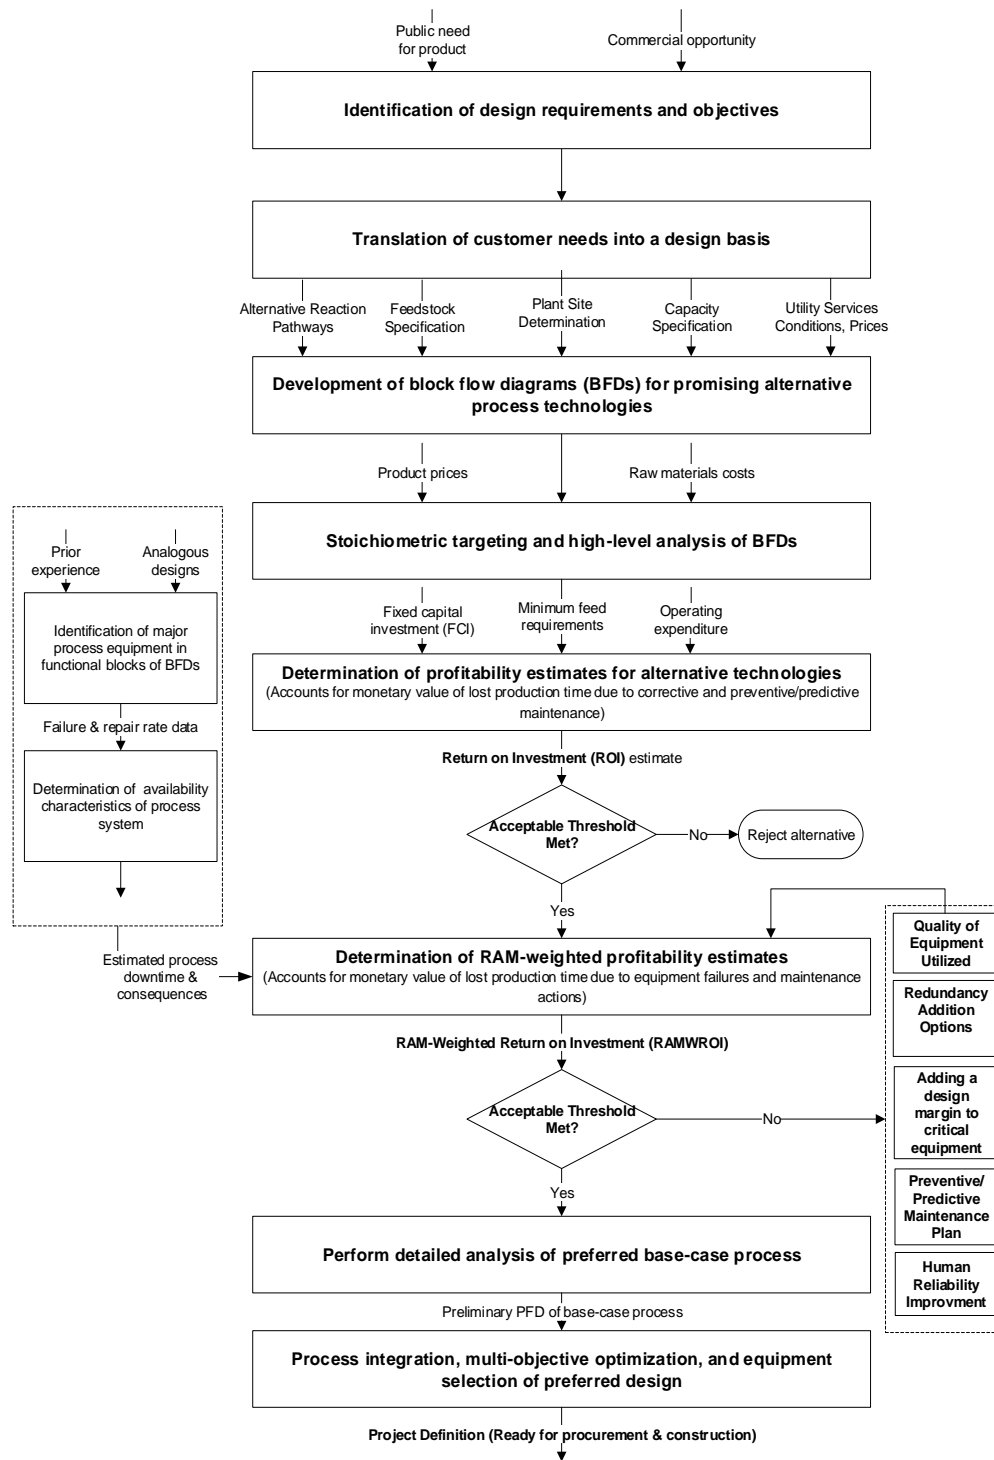 Public need
for product
Commercial opportunity
Identification of design requirements and objectives
Translation of customer needs into a design basis
Alternative Reaction
Pathways
Feedstock
Specification
Plant Site
Determination
Capacity
Specification
Utility Services
Conditions, Prices
Development of block flow diagrams (BFDs) for promising alternative
process technologies
Product prices
Raw materials costs
Stoichiometric targeting and high-level analysis of BFDs
Prior
experience
Analogous
designs
Identification of major
process equipment in
functional blocks of BFDs
Failure & repair rate data
Determination of availability
characteristics of process
system
Fixed capital
investment (FCI)
Minimum feed
requirements
Operating
expenditure
Determination of profitability estimates for alternative technologies
(Accounts for monetary value of lost production time due to corrective and preventive/predictive
maintenance)
Return on Investment (ROI) estimate
Acceptable Threshold
Met?
No
Reject alternative
Yes
Estimated process
downtime &
consequences
Determination of RAM-weighted profitability estimates
(Accounts for monetary value of lost production time due to equipment failures and maintenance
actions)
Quality of
Equipment
Utilized
Redundancy
Addition
Options
Adding a
design
margin to
critical
equipment
Preventive/
Predictive
Maintenance
Plan
Human
Reliability
Improvment
RAM-Weighted Return on Investment (RAMWROI)
Acceptable Threshold
Met?
No
Yes
Perform detailed analysis of preferred base-case process
Preliminary PFD of base-case process
Process integration, multi-objective optimization, and equipment
selection of preferred design
Project Definition (Ready for procurement & construction)